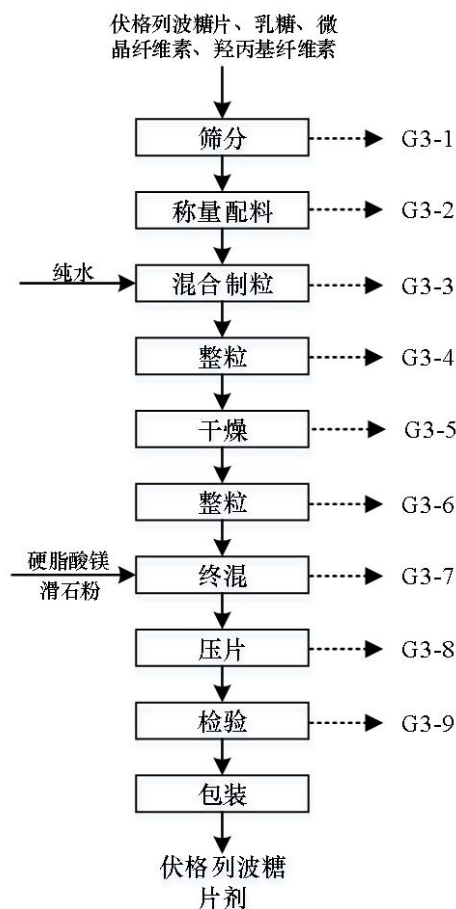 伏格列波糖片、乳糖、微
晶纤维素、羟丙基纤维素
筛分
G3-1
称量配料
G3-2
纯水
混合制粒
G3-3
整粒
G3-4
干燥
G3-5
整粒
G3-6
硬脂酸镁
滑石粉
终混
G3-7
压片
G3-8
检验
G3-9
包装
伏格列波糖
片剂